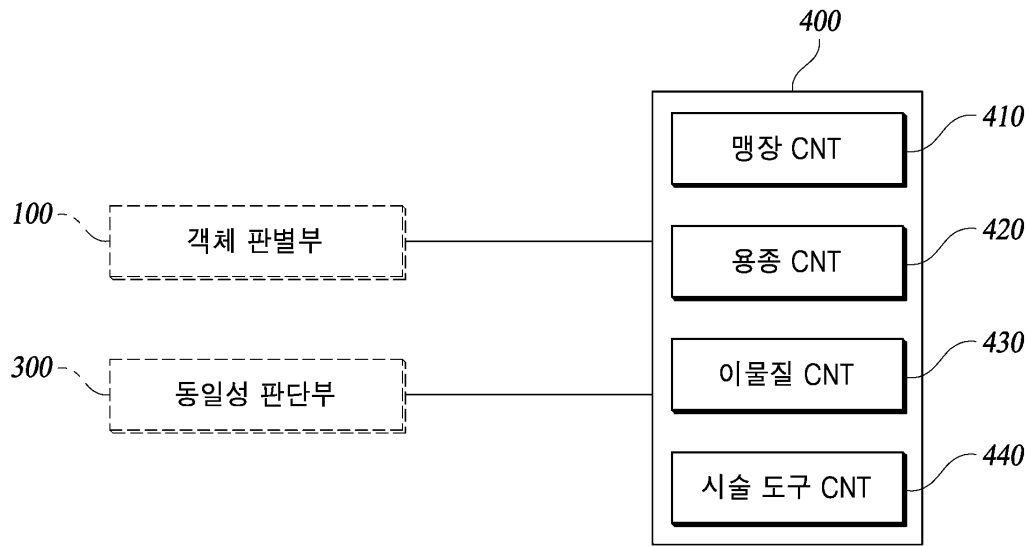 400
맹장 CNT
410
100
객체 판별부
용종 CNT
420
300
동일성 판단부
이물질 CNT
430
시술 도구 CNT
440